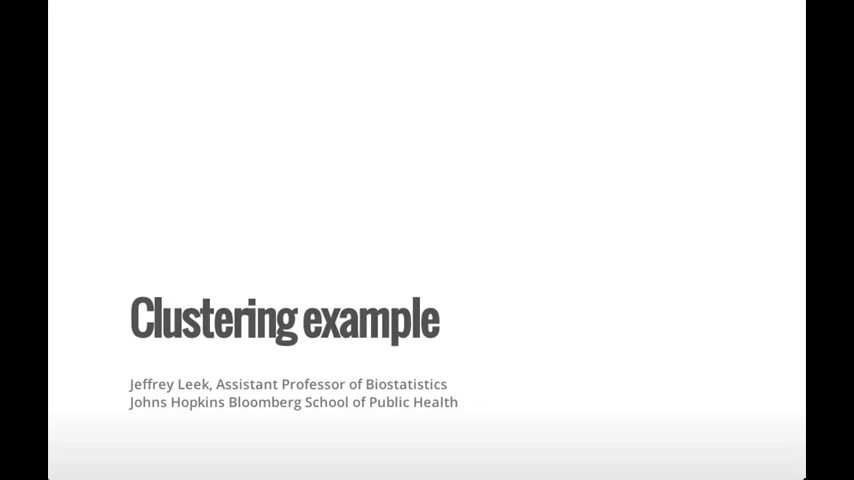 Clustering example
Jeffrey Leek, Assistant Professor of Biostatistics
Johns Hopkins Bloomberg School of Public Health